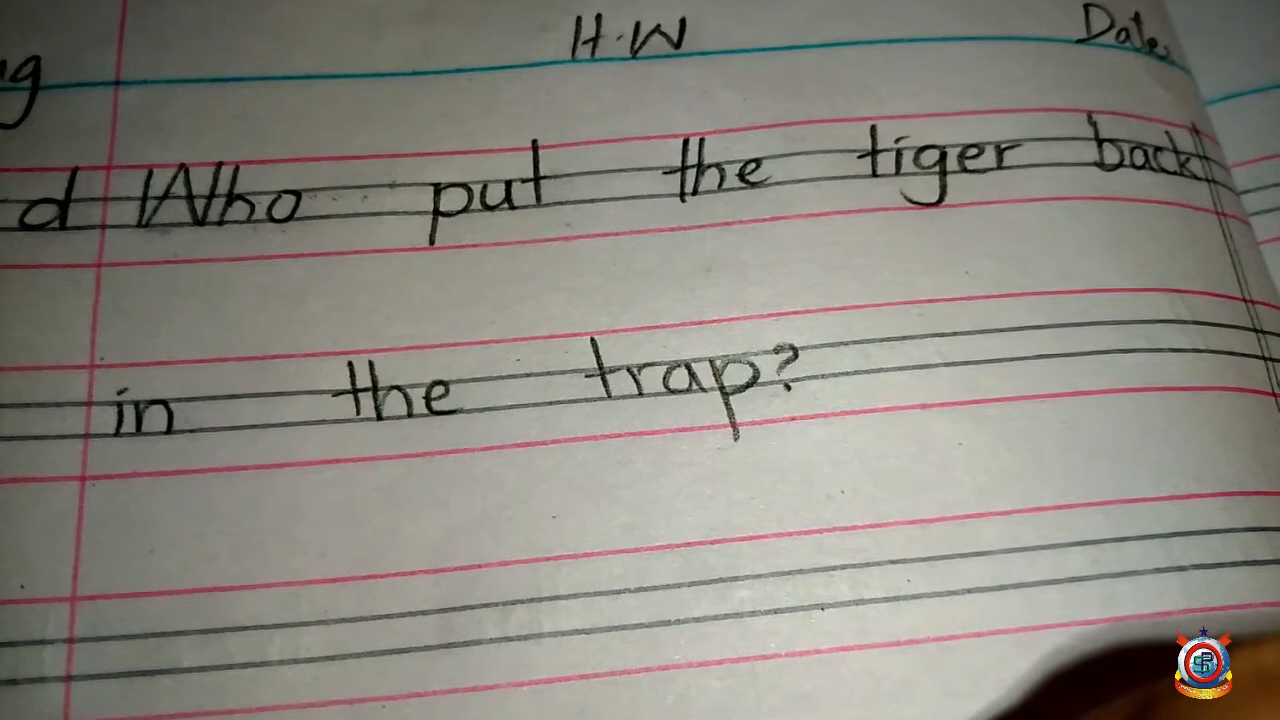 H.W
Date
d Who put the tiger back
in the trap?